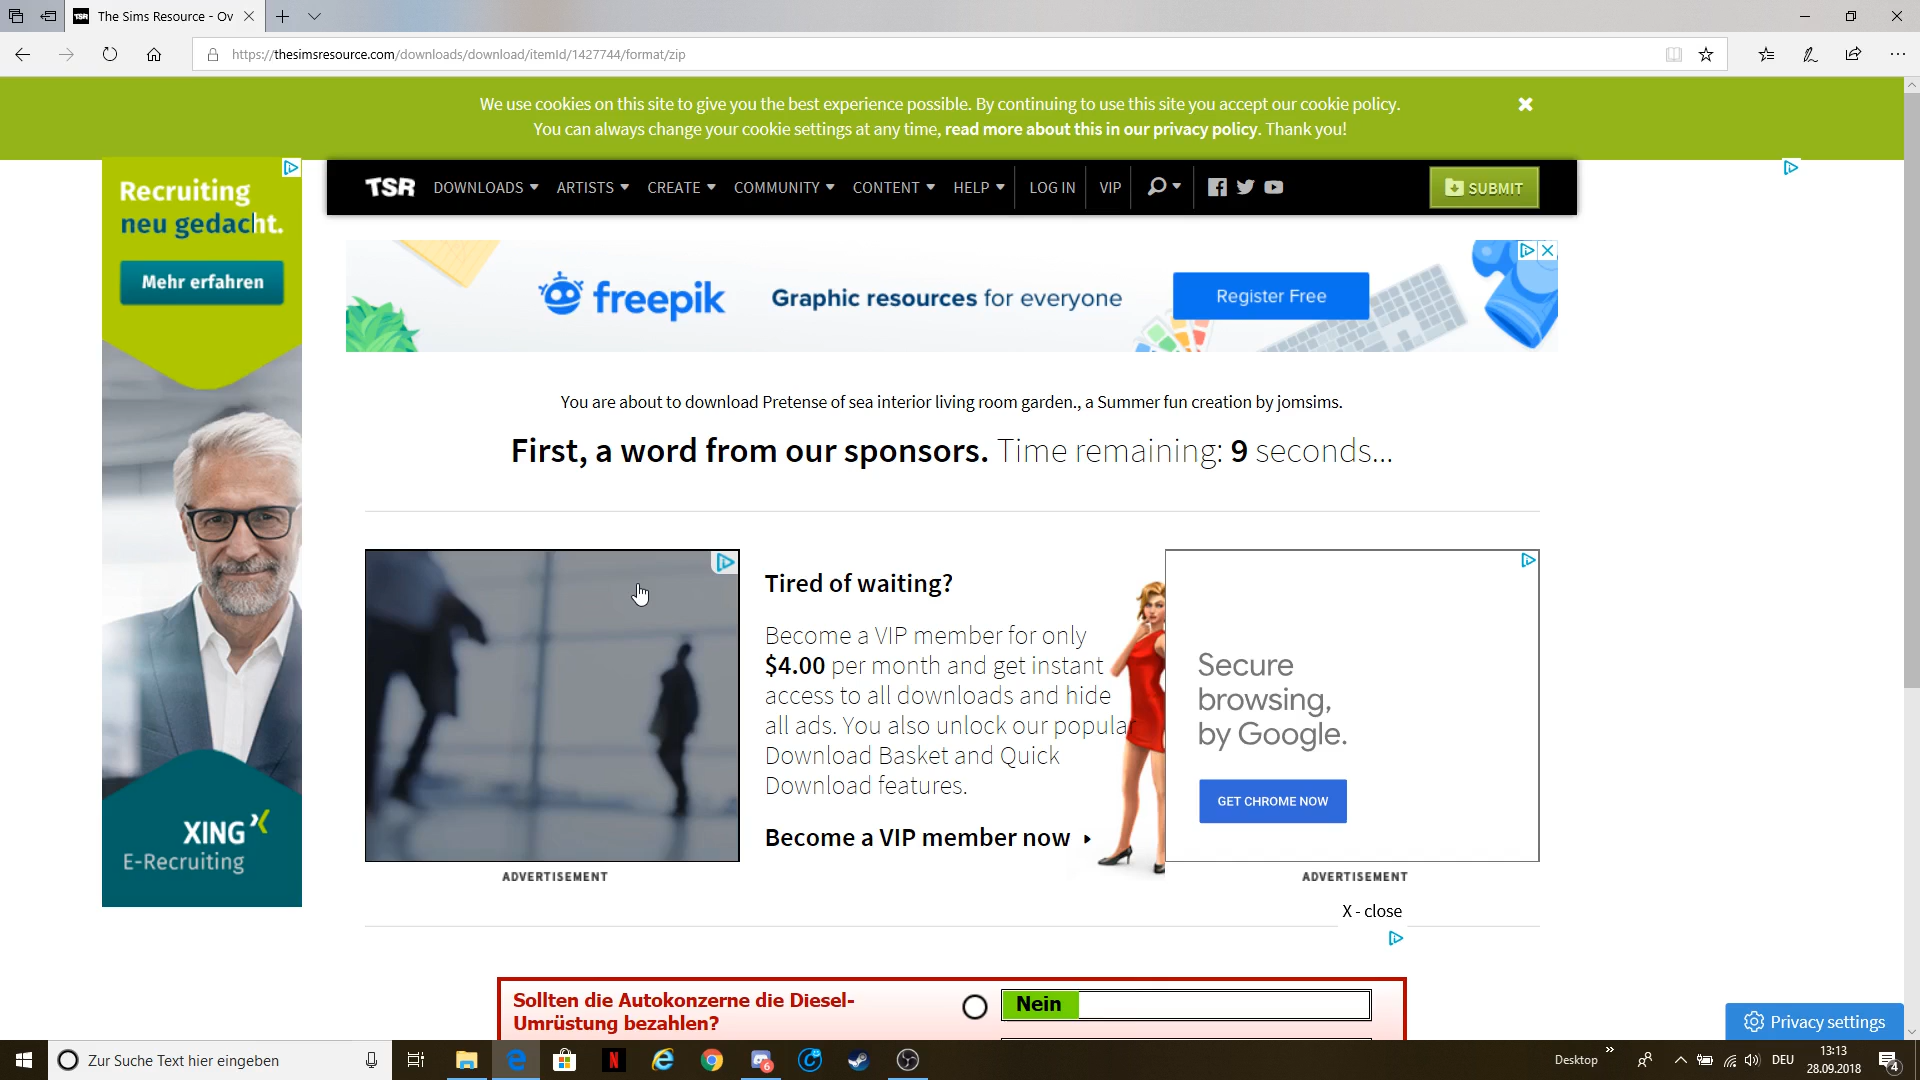 The Sims Resource - Ov
https://thesimsresource.com/downloads/download/itemId/1427744/format/zip
We use cookies on this site to give you the best experience possible. By continuing to use this site you accept our cookie policy.
You can always change your cookie settings at any time, read more about this in our privacy policy. Thank you!
TSR DOWNLOADS ARTISTS CREATE COMMUNITY CONTENT HELP LOG IN VIP SUBMIT
Recruiting
neu gedacht.
Mehr erfahren
XING
E-Recruiting
freepik Graphic resources for everyone Register Free
You are about to download Pretense of sea interior living room garden., a Summer fun creation by jomsims.
First, a word from our sponsors. Time remaining: 9 seconds...
Tired of waiting?
Become a VIP member for only
$4.00 per month and get instant
access to all downloads and hide
all ads. You also unlock our popular
Download Basket and Quick
Download features.
Become a VIP member now
ADVERTISEMENT
Secure
browsing,
by Google.
GET CHROME NOW
ADVERTISEMENT
X - close
Sollten die Autokonzerne die Diesel-
Umrüstung bezahlen?
Nein
Privacy settings
Zur Suche Text hier eingeben
Desktop
DEU
13:13
28.09.2018